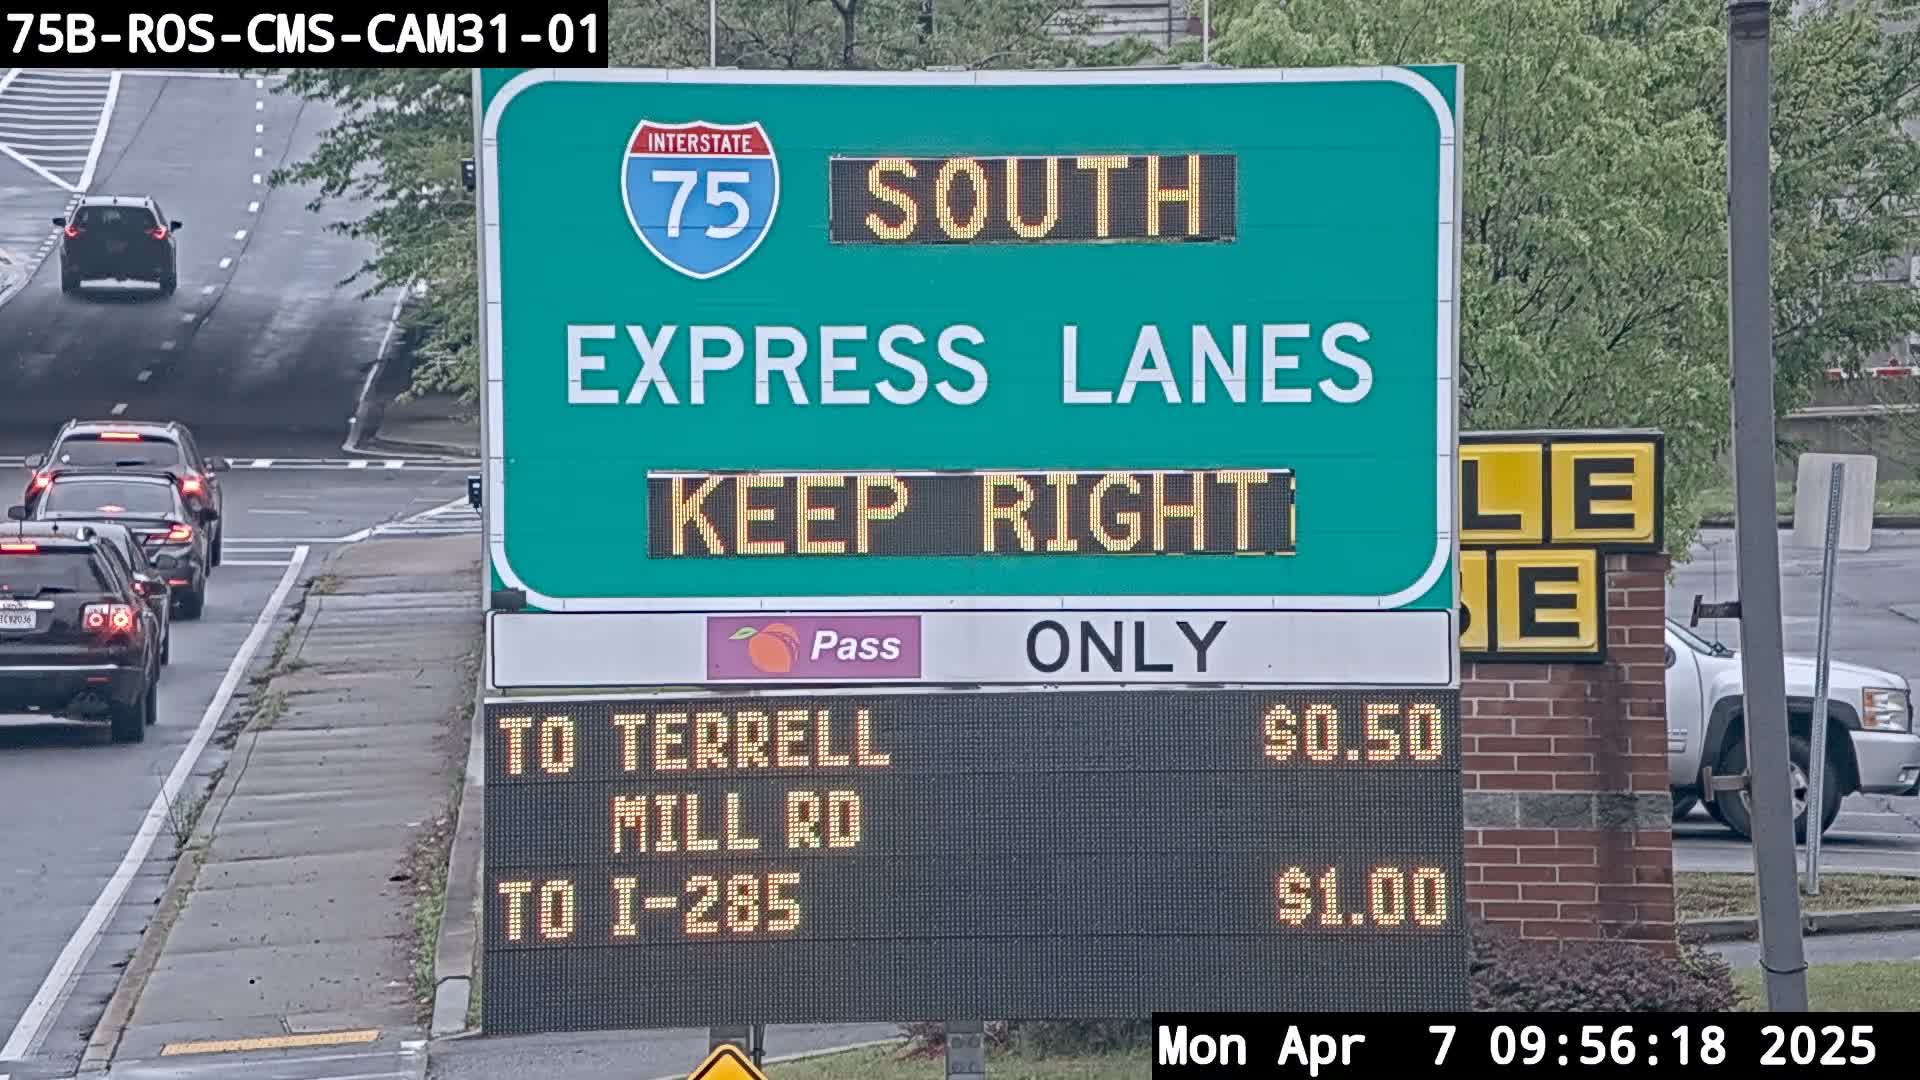 75B-ROS-CMS-CAM31-01
INTERSTATE
75
SOUTH
EXPRESS LANES
KEEP RIGHT
Pass ONLY
LE
E
TO TERRELL $0.50
MILL RD
TO I-285 $1.00
Mon Apr 7 09:56:18 2025